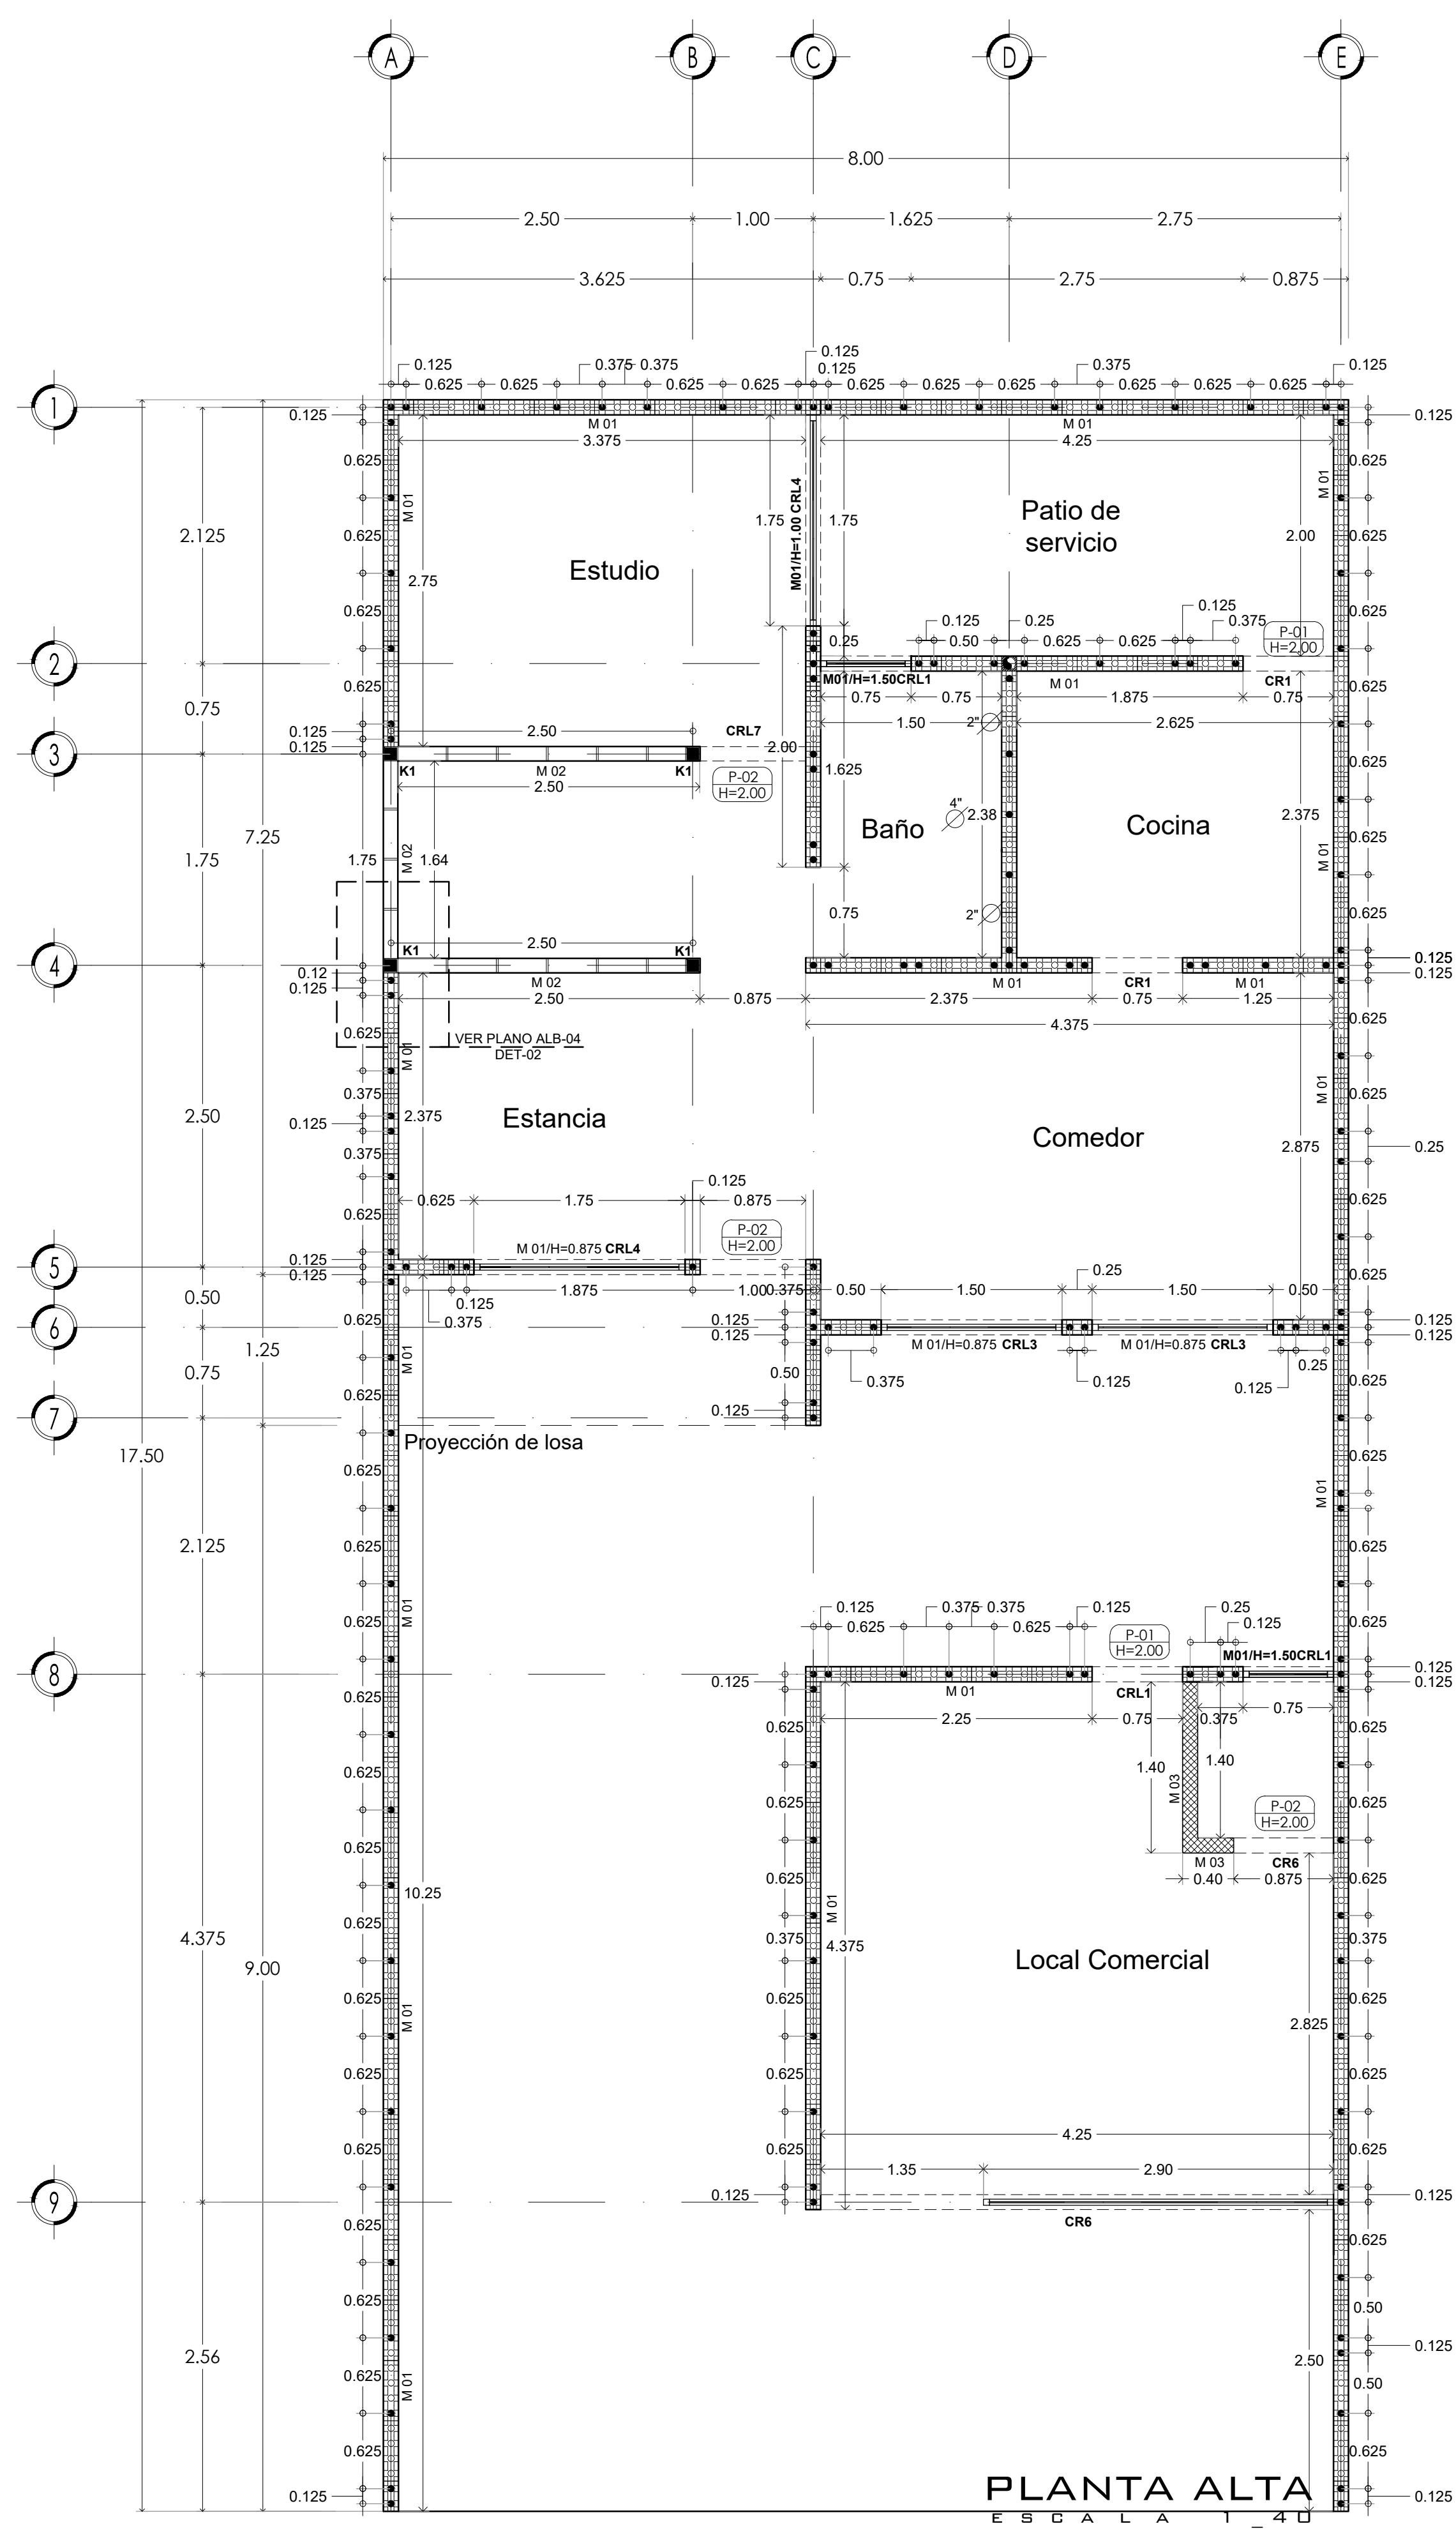 A B C D E
8.00
2.50 1.00 1.625 2.75
3.625 0.75 2.75 0.875
0.125
0.125 0.375 0.375 0.125 0.375 0.125
0.625 0.625 0.625 0.625 0.625 0.625 0.625 0.625 0.625 0.625
1
0.125 0.125
M 01 M 01
3.375 4.25
0.625 0.625
M 01 M01/H=1.00 CRL4 M 01
Patio de
1.75 1.75
2.125 0.625 servicio 2.00 0.625
Estudio
2.75
0.125
0.625 0.125 0.25 0.375 0.625
0.25 0.50 0.625 0.625 P-01
2 H=2.00
0.625 M01/H=1.50CRL1 M 01 CR1 0.625
0.75 0.75 1.875 0.75
0.75 1.50 2" 2.625
0.125 2.50 CRL7
0.125 2.00
3 0.625
K1 M 02 K1 P-02 1.625
2.50 H=2.00
4"
2.38 2.375
Baño Cocina
7.25 0.625
1.75 1.75 M 02 1.64 M 01
0.75 2" 0.625
2.50
K1 K1
0.125
4 0.125
0.12
0.125 M 02 M 01 CR1 M 01
2.50 0.875 2.375 0.75 1.25
4.375
0.625 VER PLANO ALB-04 0.625
M 01 DET-02
0.375 M 01 0.625
2.50 2.375 Estancia
0.125 Comedor 0.25
0.375 2.875
0.125
0.625 0.625 1.75 0.875 0.625
P-02
M 01/H=0.875 CRL4 H=2.00
0.125
5 0.25
0.125 0.625
0.50 1.875 1.00 0.375 0.50 1.50 1.50 0.50
0.125
0.625 0.375 0.125 0.125
6 0.125 0.125
1.25 M 01 M 01/H=0.875 CRL3 M 01/H=0.875 CRL3
0.75 0.50 0.375 0.125 0.125 0.25 0.625
0.625
7 0.125 0.625
Proyección de losa
17.50
0.625
M 01
2.125 0.625 0.625
M 01
0.625 0.125 0.375 0.375 0.125 0.25 0.625
0.625 0.625 P-01 0.125
H=2.00
M01/H=1.50CRL1
8 0.125
0.125 M 01 CRL1 0.125
0.625 2.25 0.75 0.375 0.75
0.625 0.625
0.625 1.40 1.40
M 03
0.625 P-02 0.625
H=2.00
0.625
M 03 CR6
0.625 0.40 0.875 0.625
10.25
M 01
0.625 0.375 0.375
4.375 4.375 Local Comercial
9.00
0.625 0.625 0.625
M 01 2.825
0.625 0.625 0.625
4.25
0.625 0.625 0.625
1.35 2.90
9 0.125 0.125
0.125
CR6
0.625 0.625
0.625 0.50
0.125
2.56 2.50
0.625 M 01 0.50
0.625 0.625
0.125 PLANTA ALTA 0.125
ESCALA 1_40